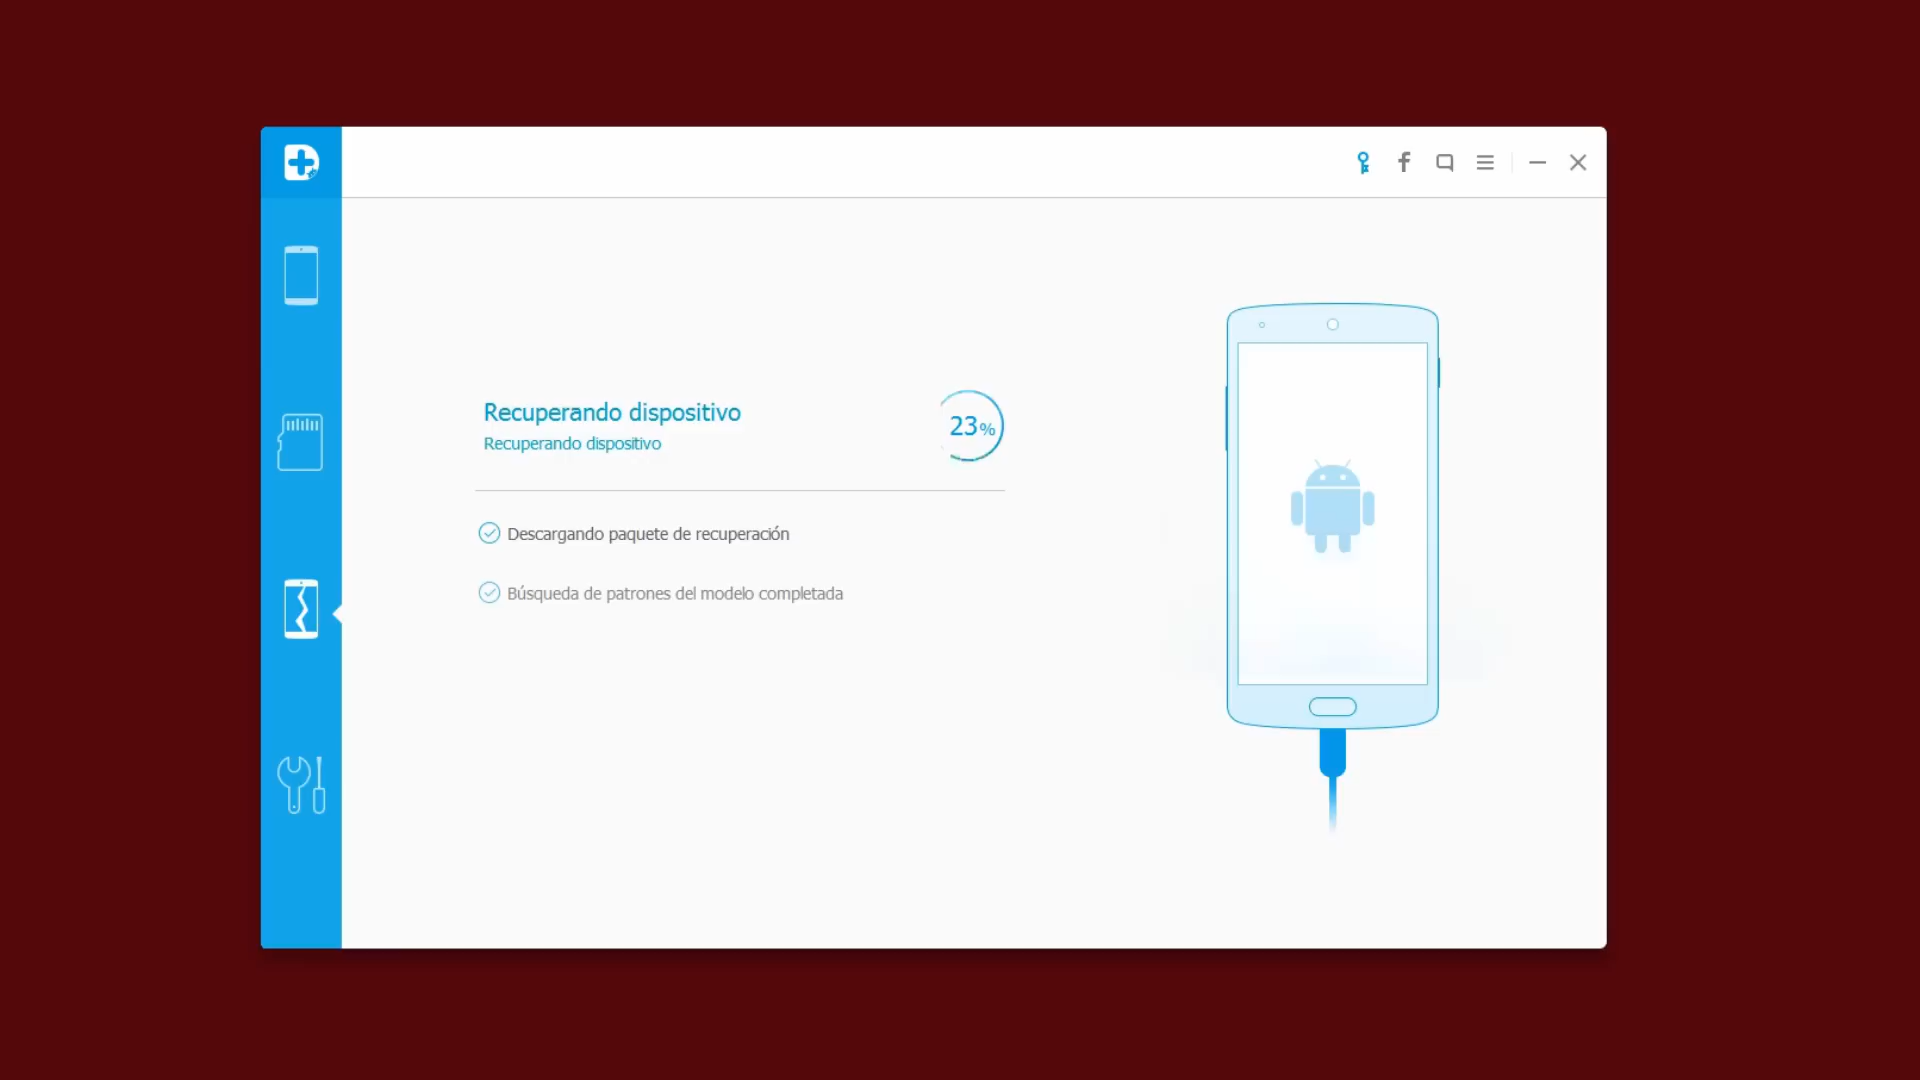 Recuperando dispositivo
Recuperando dispositivo
23%
Descargando paquete de recuperación
Búsqueda de patrones del modelo completada